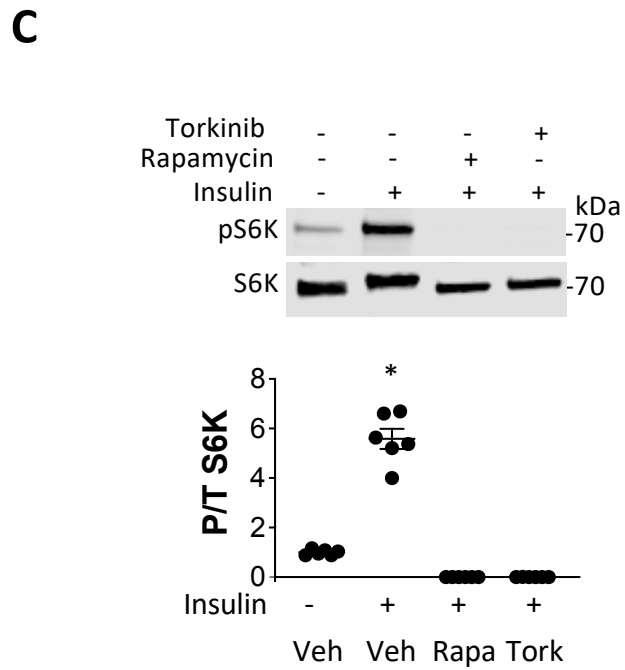 C
Torkinib - - - +
Rapamycin - - + -
Insulin - + + +
kDa
pS6K -70
S6K -70
*
P/T S6K
8
6
4
2
0
Insulin - + + +
Veh Veh Rapa Tork